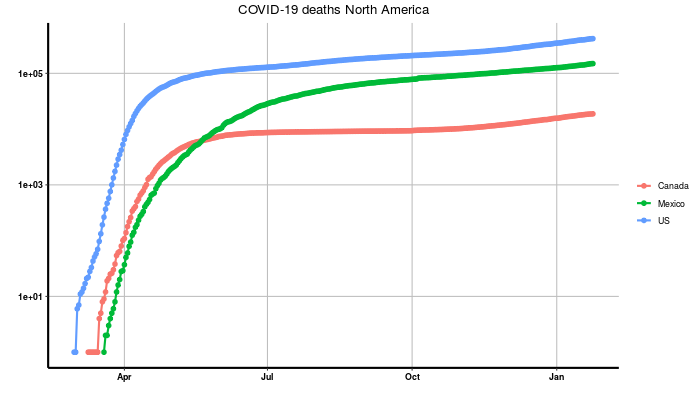 COVID-19 deaths North America
1e+05
1e+03
1e+01
Apr
Jul
Oct
Jan
Canada
Mexico
US